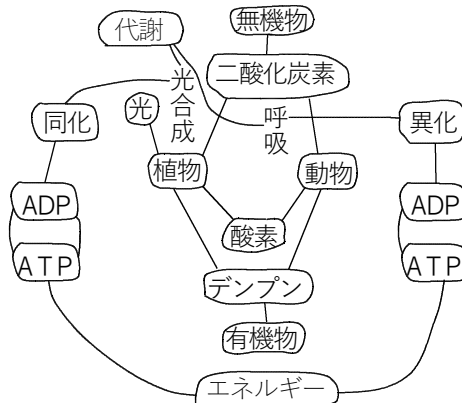 無機物
代謝
二酸化炭素
光合成
光
呼吸
同化
異化
植物
動物
ADP
ADP
酸素
ATP
ATP
デンプン
有機物
エネルギー